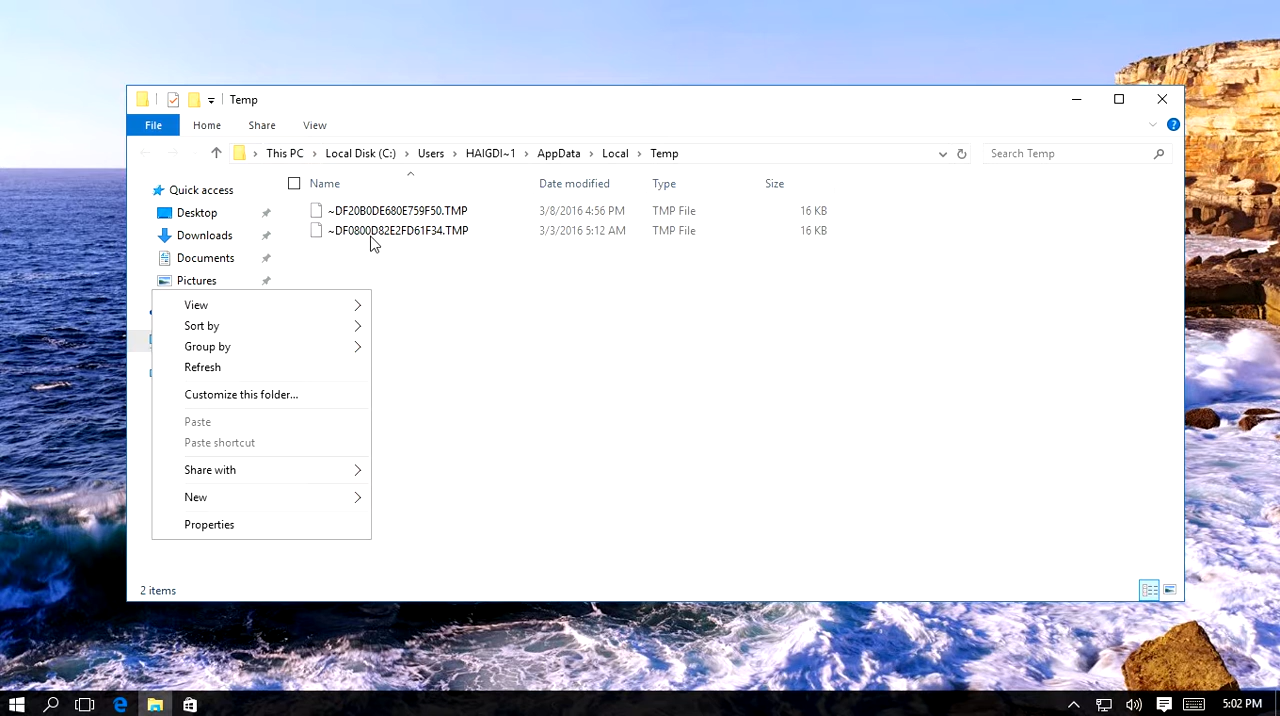 Temp
File Home Share View
This PC Local Disk (C:) Users HAIGDI~1 AppData Local Temp
Search Temp
Name Date modified Type Size
~DF20B0DE680E759F50.TMP 3/8/2016 4:56 PM TMP File 16 KB
~DF0800D82E2FD61F34.TMP 3/3/2016 5:12 AM TMP File 16 KB
Quick access
Desktop
Downloads
Documents
Pictures
View
Sort by
Group by
Refresh
Customize this folder...
Paste
Paste shortcut
Share with
New
Properties
2 items
5:02 PM